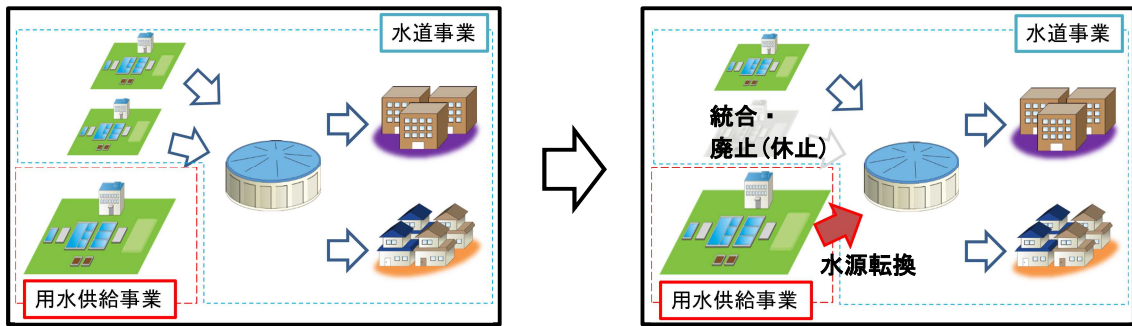 水道事業
用水供給事業
水道事業
統合・
廃止(休止)
水源転換
用水供給事業